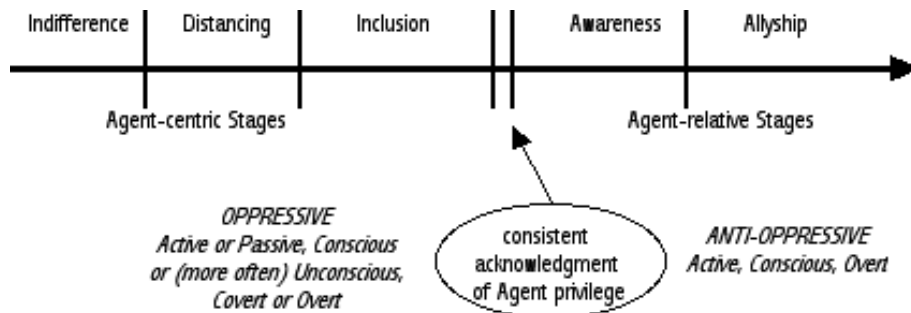 Indifference Distancing Inclusion Awareness Allyship
Agent-centric Stages Agent-relative Stages
OPPRESSIVE
Active or Passive, Conscious
or (more often) Unconscious,
Covert or Overt
consistent
acknowledgment
of Agent privilege
ANTI-OPPRESSIVE
Active, Conscious, Overt